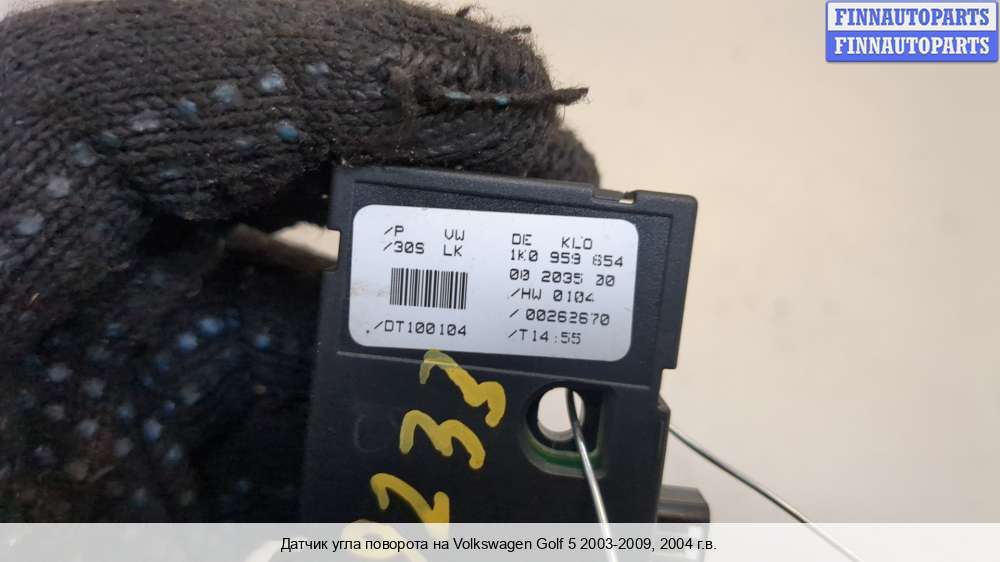 FINNAUTOPARTS
FINNAUTOPARTS
/P VW DE KLO
/30S LK 1K0 959 654
00 2035 00
/HW 0104
/00262670
./DT100104 /T14:55
233
Датчик угла поворота на Volkswagen Golf 5 2003-2009, 2004 г.в.